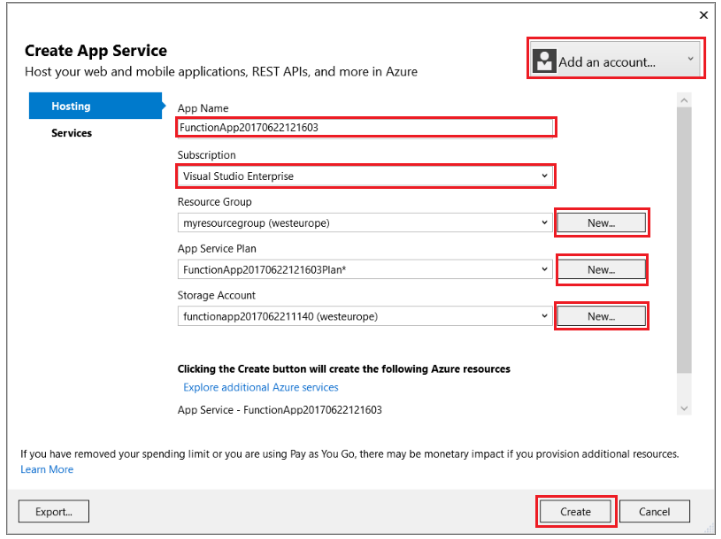 Create App Service
Host your web and mobile applications, REST APIs, and more in Azure
Add an account...
Hosting
Services
App Name
FunctionApp20170622121603
Subscription
Visual Studio Enterprise
Resource Group
myresourcegroup (westeurope)
New...
App Service Plan
FunctionApp20170622121603Plan*
New...
Storage Account
functionapp2017062211140 (westeurope)
New...
Clicking the Create button will create the following Azure resources
Explore additional Azure services
App Service - FunctionApp20170622121603
If you have removed your spending limit or you are using Pay as You Go, there may be monetary impact if you provision additional resources.
Learn More
Export...
Create
Cancel